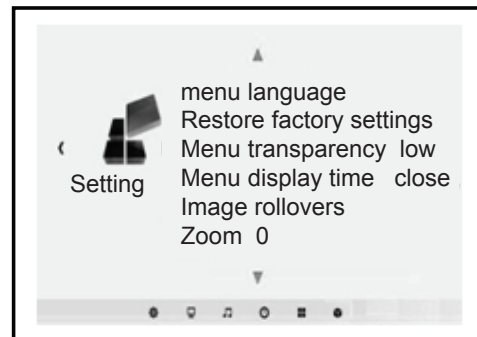 menu language
Restore factory settings
Menu transparency low
Menu display time close
Image rollovers
Zoom 0
Setting